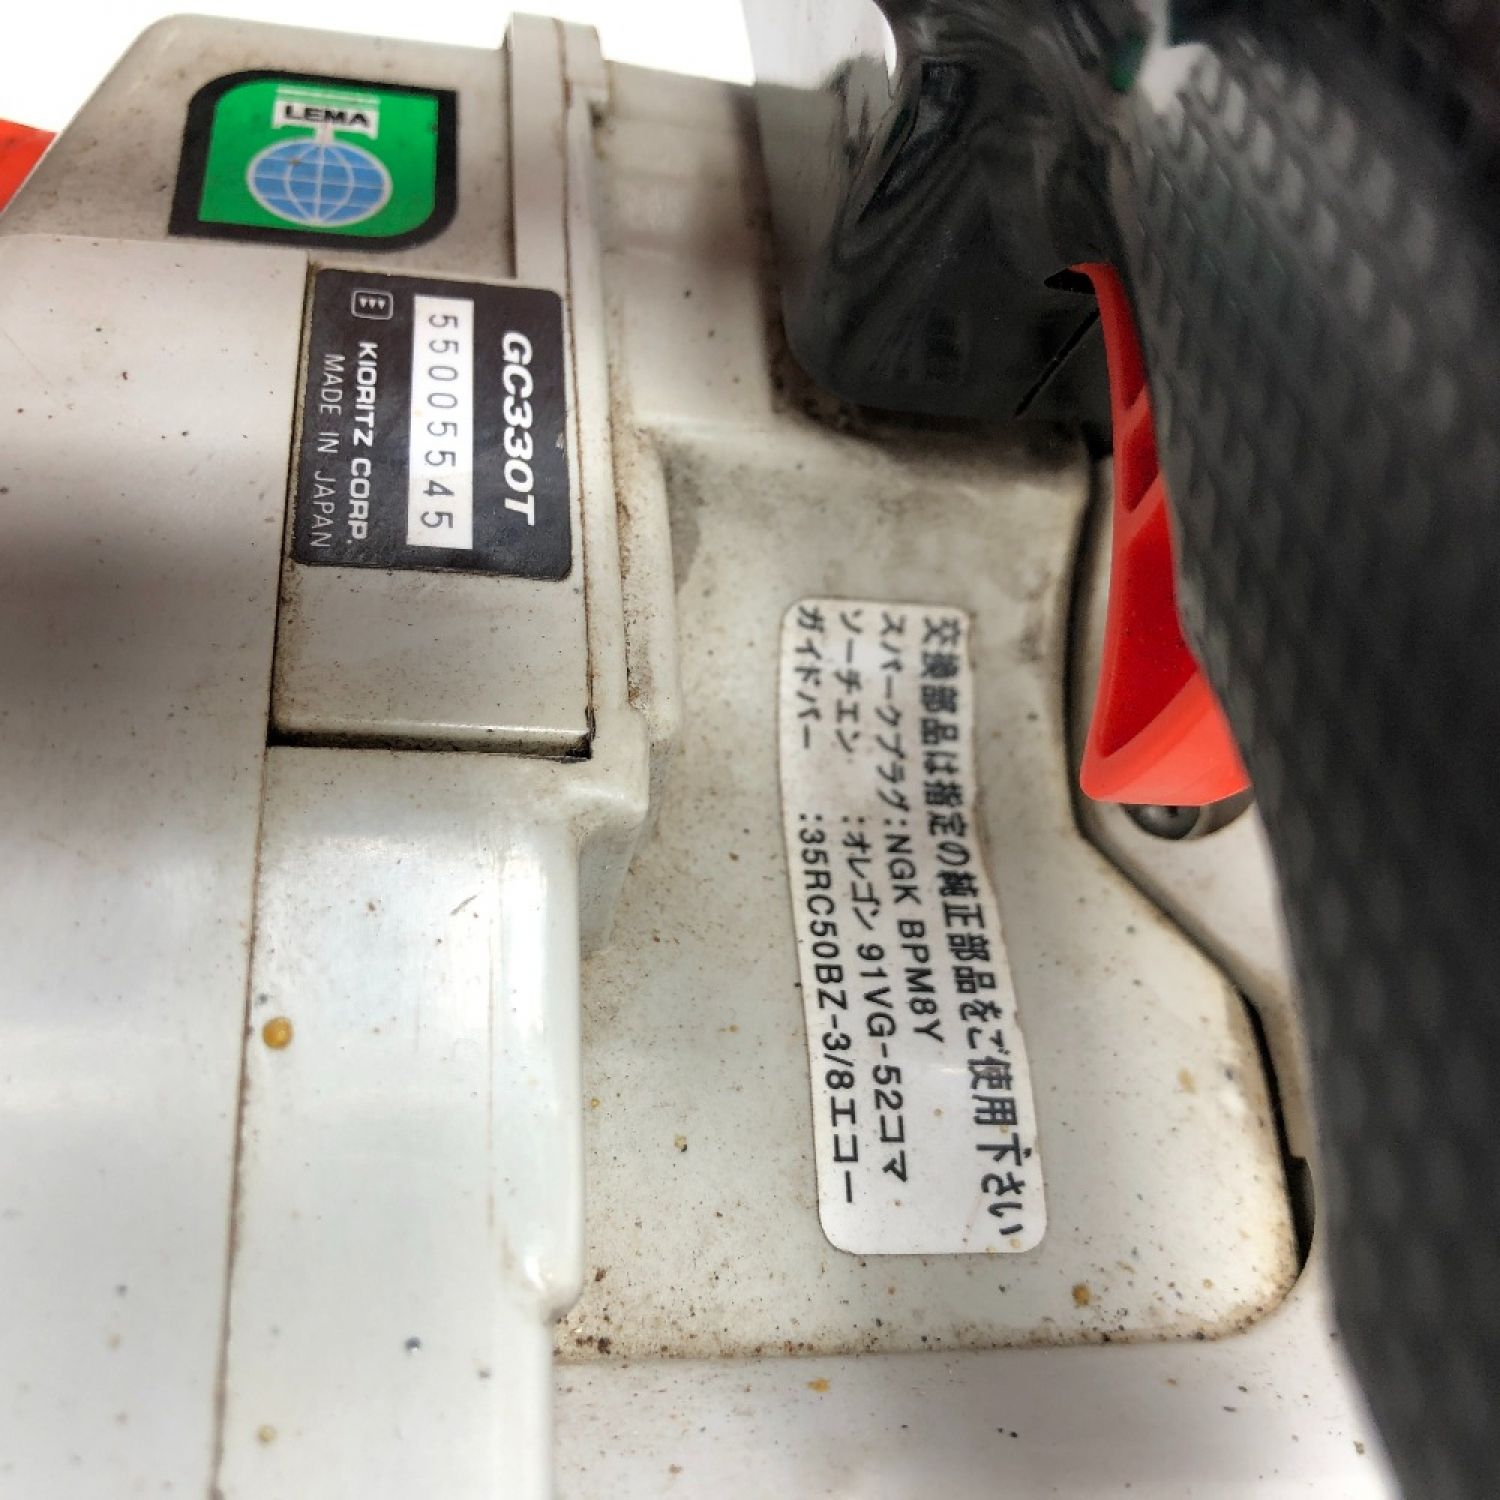 LEMA
GC330T
55005545
KIORITZ CORP.
MADE IN JAPAN
交換部品は指定の純正部品をご使用下さい
スパークプラグ:NGK BPM8Y
ソーチエン :オレゴン 91VG-52コマ
ガイドバー :35RC50BZ-3/8エコー